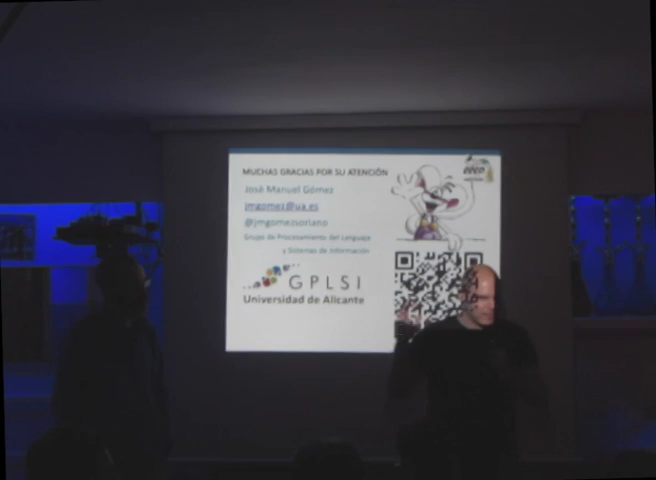 MUCHAS GRACIAS POR SU ATENCIÓN
José Manuel Gómez
jmgomez@ua.es
@jmgomezsoriano
Grupo de Procesamiento del Lenguaje
y Sistemas de Información
GPLSI
Universidad de Alicante